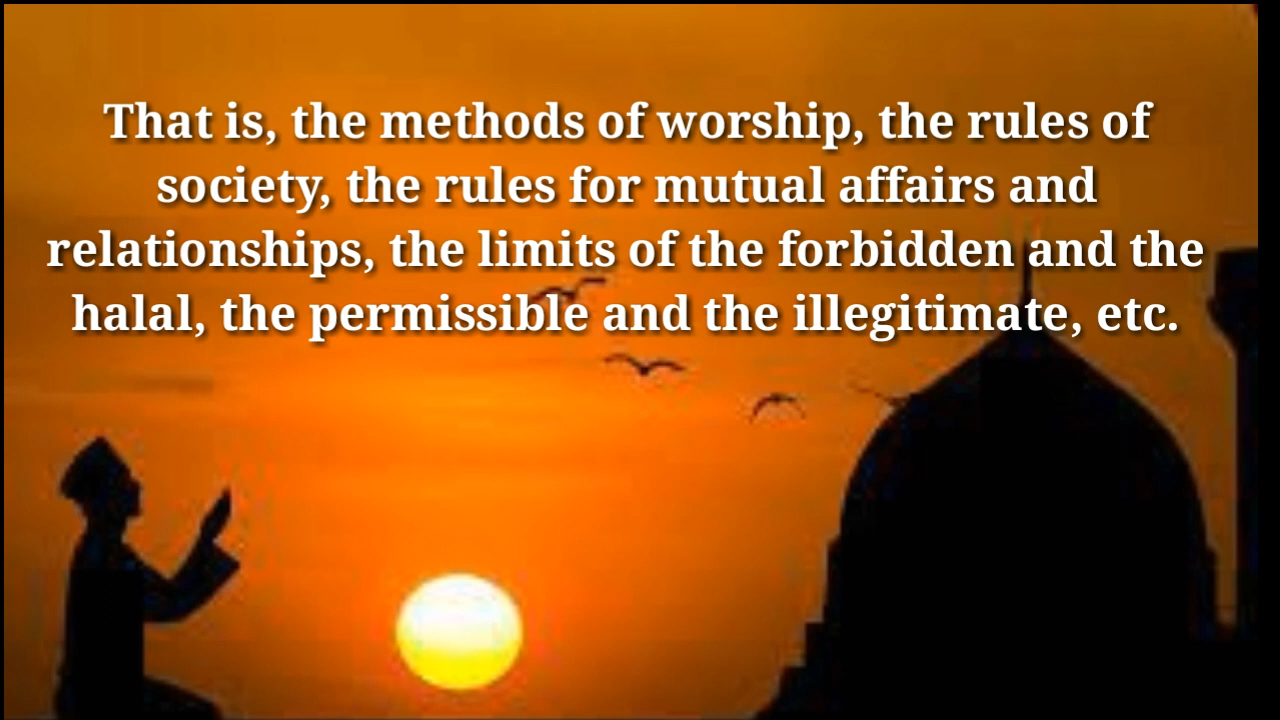 That is, the methods of worship, the rules of
society, the rules for mutual affairs and
relationships, the limits of the forbidden and the
halal, the permissible and the illegitimate, etc.